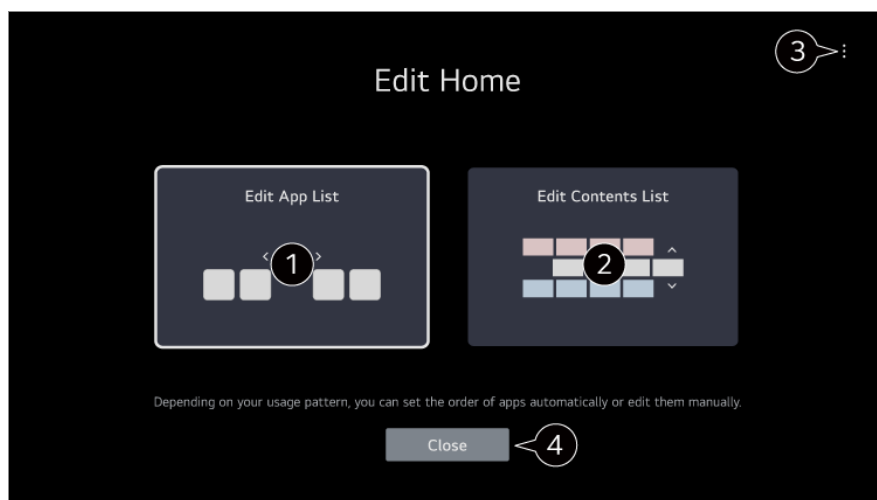 3
Edit Home
Edit App List
Edit Contents List
1
2
Depending on your usage pattern, you can set the order of apps automatically or edit them manually.
Close
4